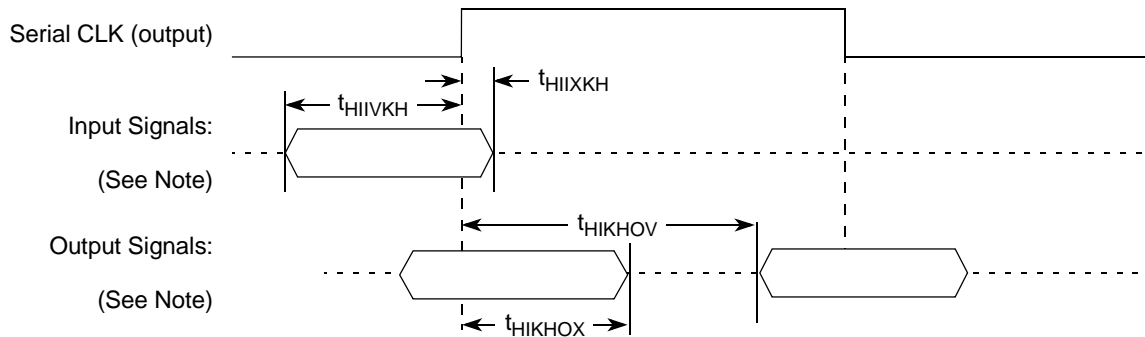 Serial CLK (output)
tHIIXKH
tHIIVKH
Input Signals:
(See Note)
tHIKHOV
Output Signals:
(See Note)
tHIKHOX